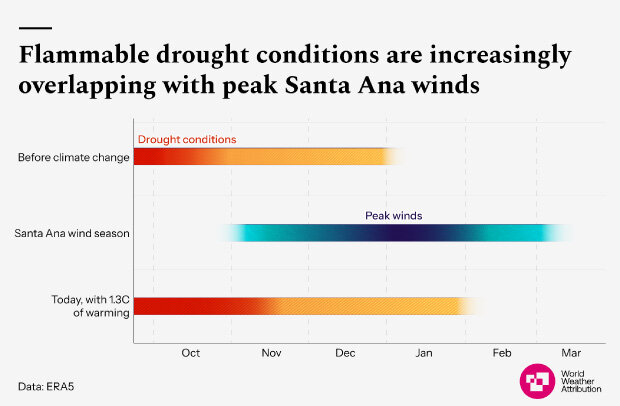 Flammable drought conditions are increasingly
overlapping with peak Santa Ana winds
Drought conditions
Before climate change
Peak winds
Santa Ana wind season
Today, with 1.3C
of warming
Oct Nov Dec Jan Feb Mar
Data: ERA5
World
Weather
Attribution